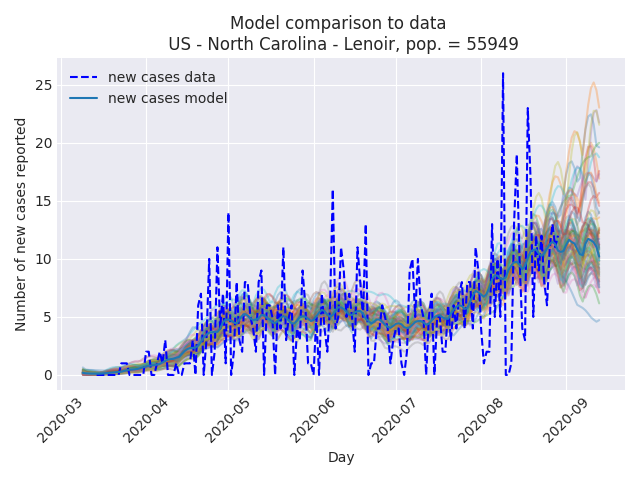 Model comparison to data
US - North Carolina - Lenoir, pop. = 55949
new cases data
new cases model
Number of new cases reported
25
20
15
10
5
0
2020-03
2020-04
2020-05
2020-06
2020-07
2020-08
2020-09
Day